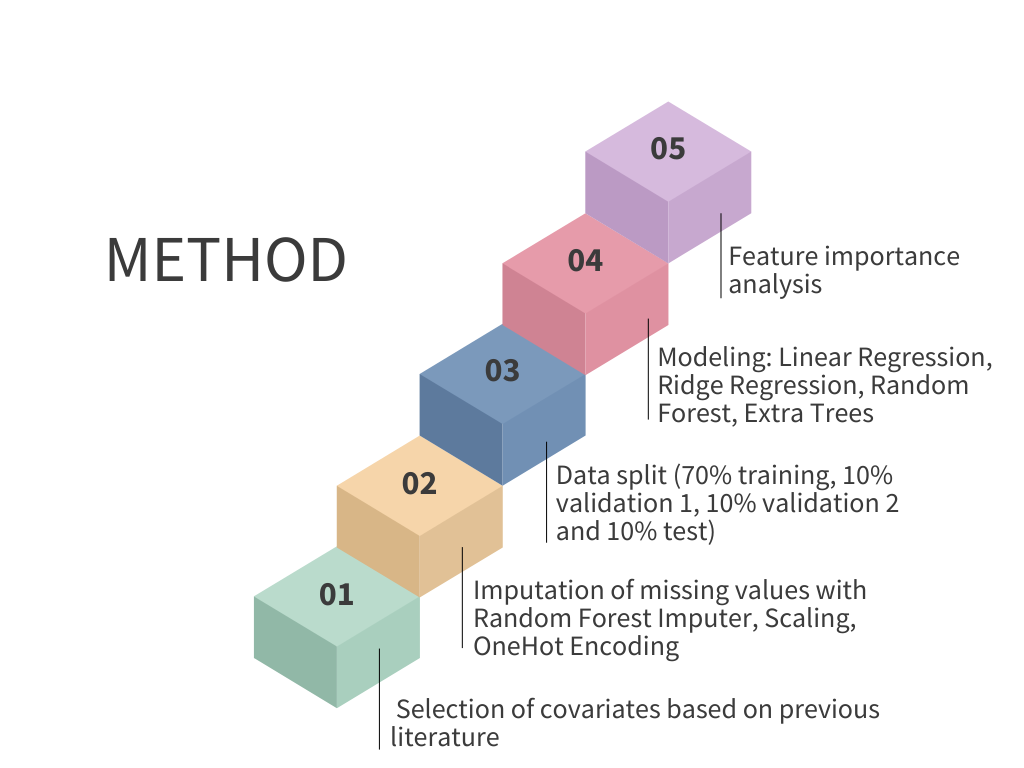 METHOD
05
Feature importance
analysis
04
Modeling: Linear Regression,
Ridge Regression, Random
Forest, Extra Trees
03
Data split (70% training, 10%
validation 1, 10% validation 2
and 10% test)
02
Imputation of missing values with
Random Forest Imputer, Scaling,
OneHot Encoding
01
Selection of covariates based on previous
literature